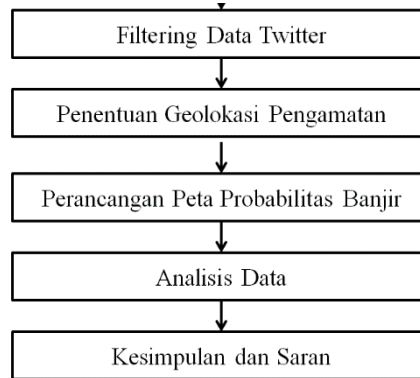 Filtering Data Twitter
Penentuan Geolokasi Pengamatan
Perancangan Peta Probabilitas Banjir
Analisis Data
Kesimpulan dan Saran